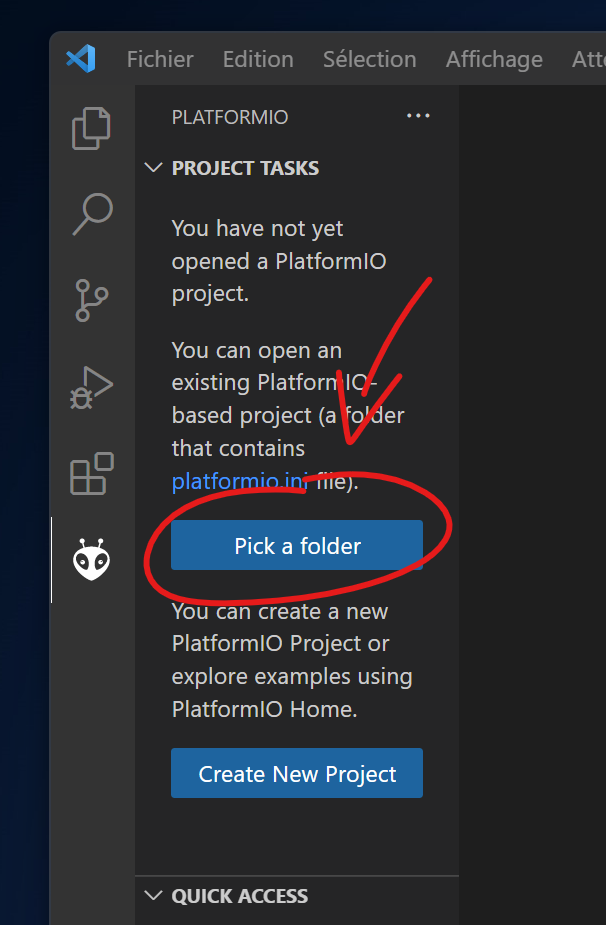 Fichier Edition Sélection Affichage Atte
PLATFORMIO
PROJECT TASKS
You have not yet
opened a PlatformIO
project.
You can open an
existing PlatformIO-
based project (a folder
that contains
platformio.ini file).
Pick a folder
You can create a new
PlatformIO Project or
explore examples using
PlatformIO Home.
Create New Project
QUICK ACCESS